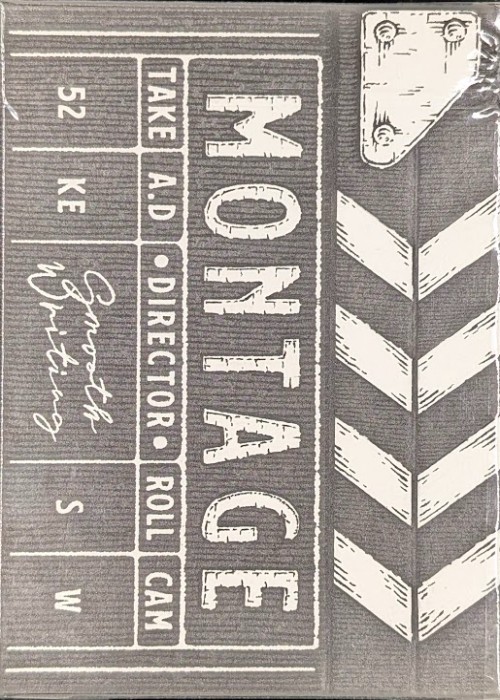 MONTAGE
TAKE A.D •DIRECTOR• ROLL CAM
52 KE Smooth Writing S W